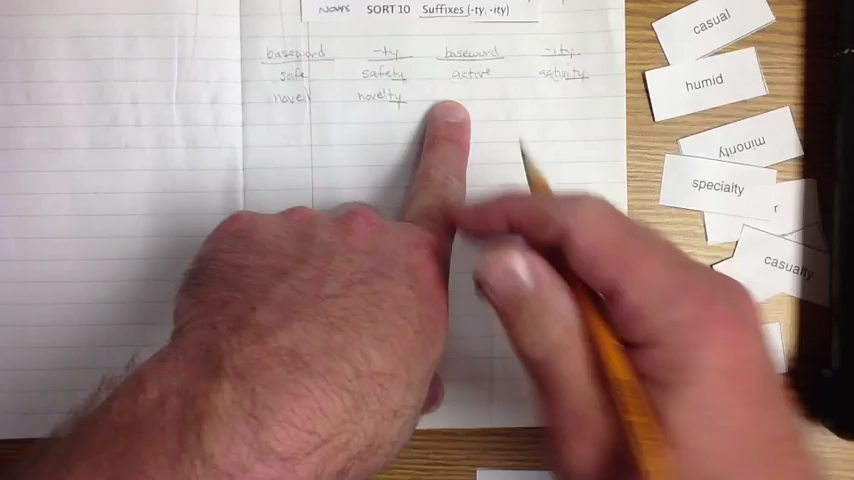 Nouns SORT 10 Suffixes (-ty, -ity)
baseword -ty baseword -ity
safe safety active activity
novel novelty
casual
humid
minority
specialty
r
casualty